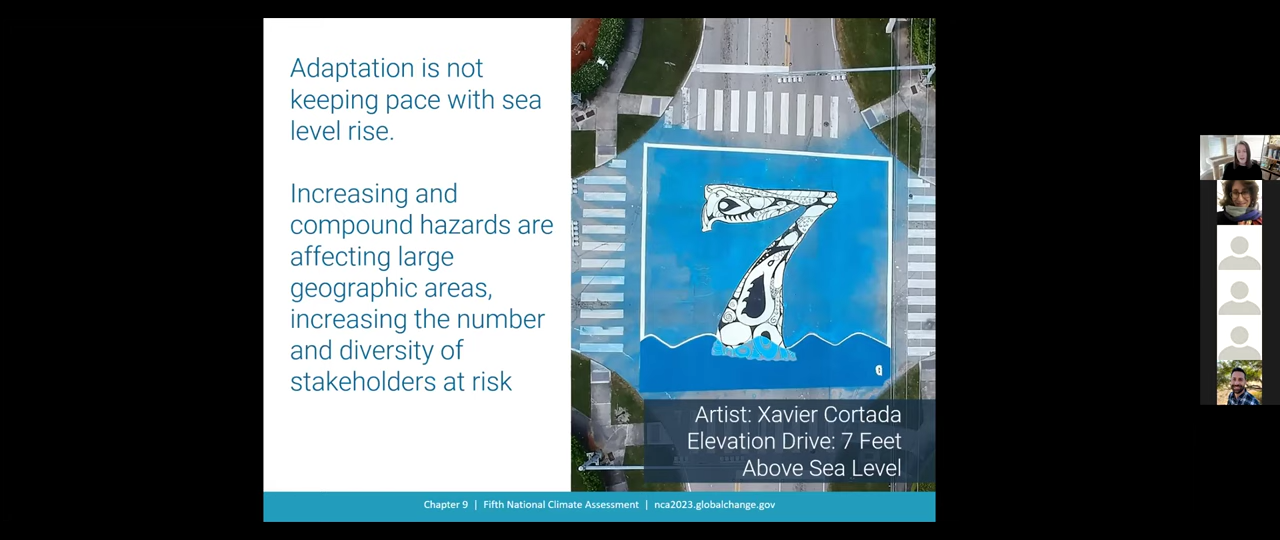 Adaptation is not
keeping pace with sea
level rise.
Increasing and
compound hazards are
affecting large
geographic areas,
increasing the number
and diversity of
stakeholders at risk
7
Artist: Xavier Cortada
Elevation Drive: 7 Feet
Above Sea Level
Chapter 9 | Fifth National Climate Assessment | nca2023.globalchange.gov